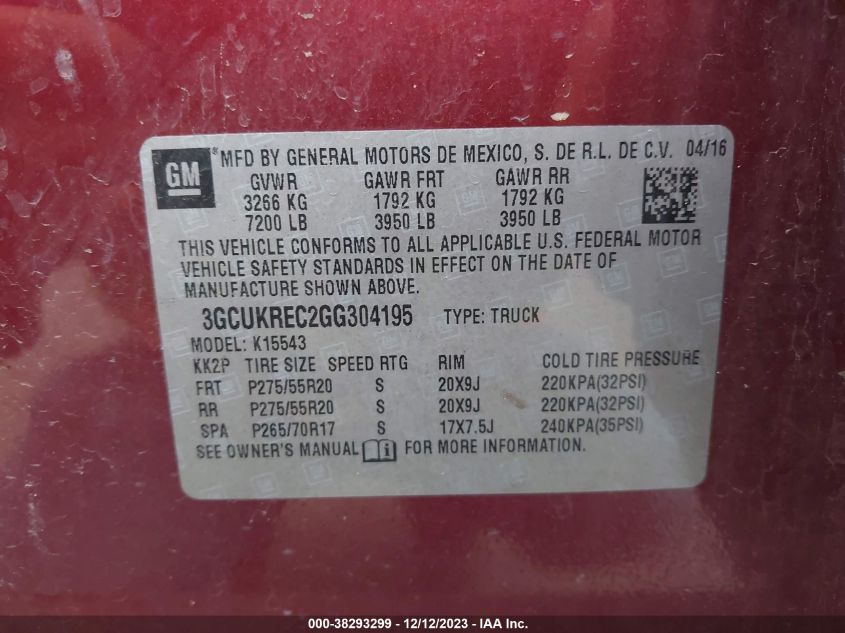 GM ® MFD BY GENERAL MOTORS DE MEXICO, S. DE R.L. DE C.V. 04/16
GVWR GAWR FRT GAWR RR
3266 KG 1792 KG 1792 KG
7200 LB 3950 LB 3950 LB
THIS VEHICLE CONFORMS TO ALL APPLICABLE U.S. FEDERAL MOTOR
VEHICLE SAFETY STANDARDS IN EFFECT ON THE DATE OF
MANUFACTURE SHOWN ABOVE.
3GCUKREC2GG304195 TYPE: TRUCK
MODEL: K15543
KK2P TIRE SIZE SPEED RTG RIM COLD TIRE PRESSURE
FRT P275/55R20 S 20X9J 220KPA(32PSI)
RR P275/55R20 S 20X9J 220KPA(32PSI)
SPA P265/70R17 S 17X7.5J 240KPA(35PSI)
SEE OWNER'S MANUAL FOR MORE INFORMATION.
000-38293299 - 12/12/2023 - IAA Inc.